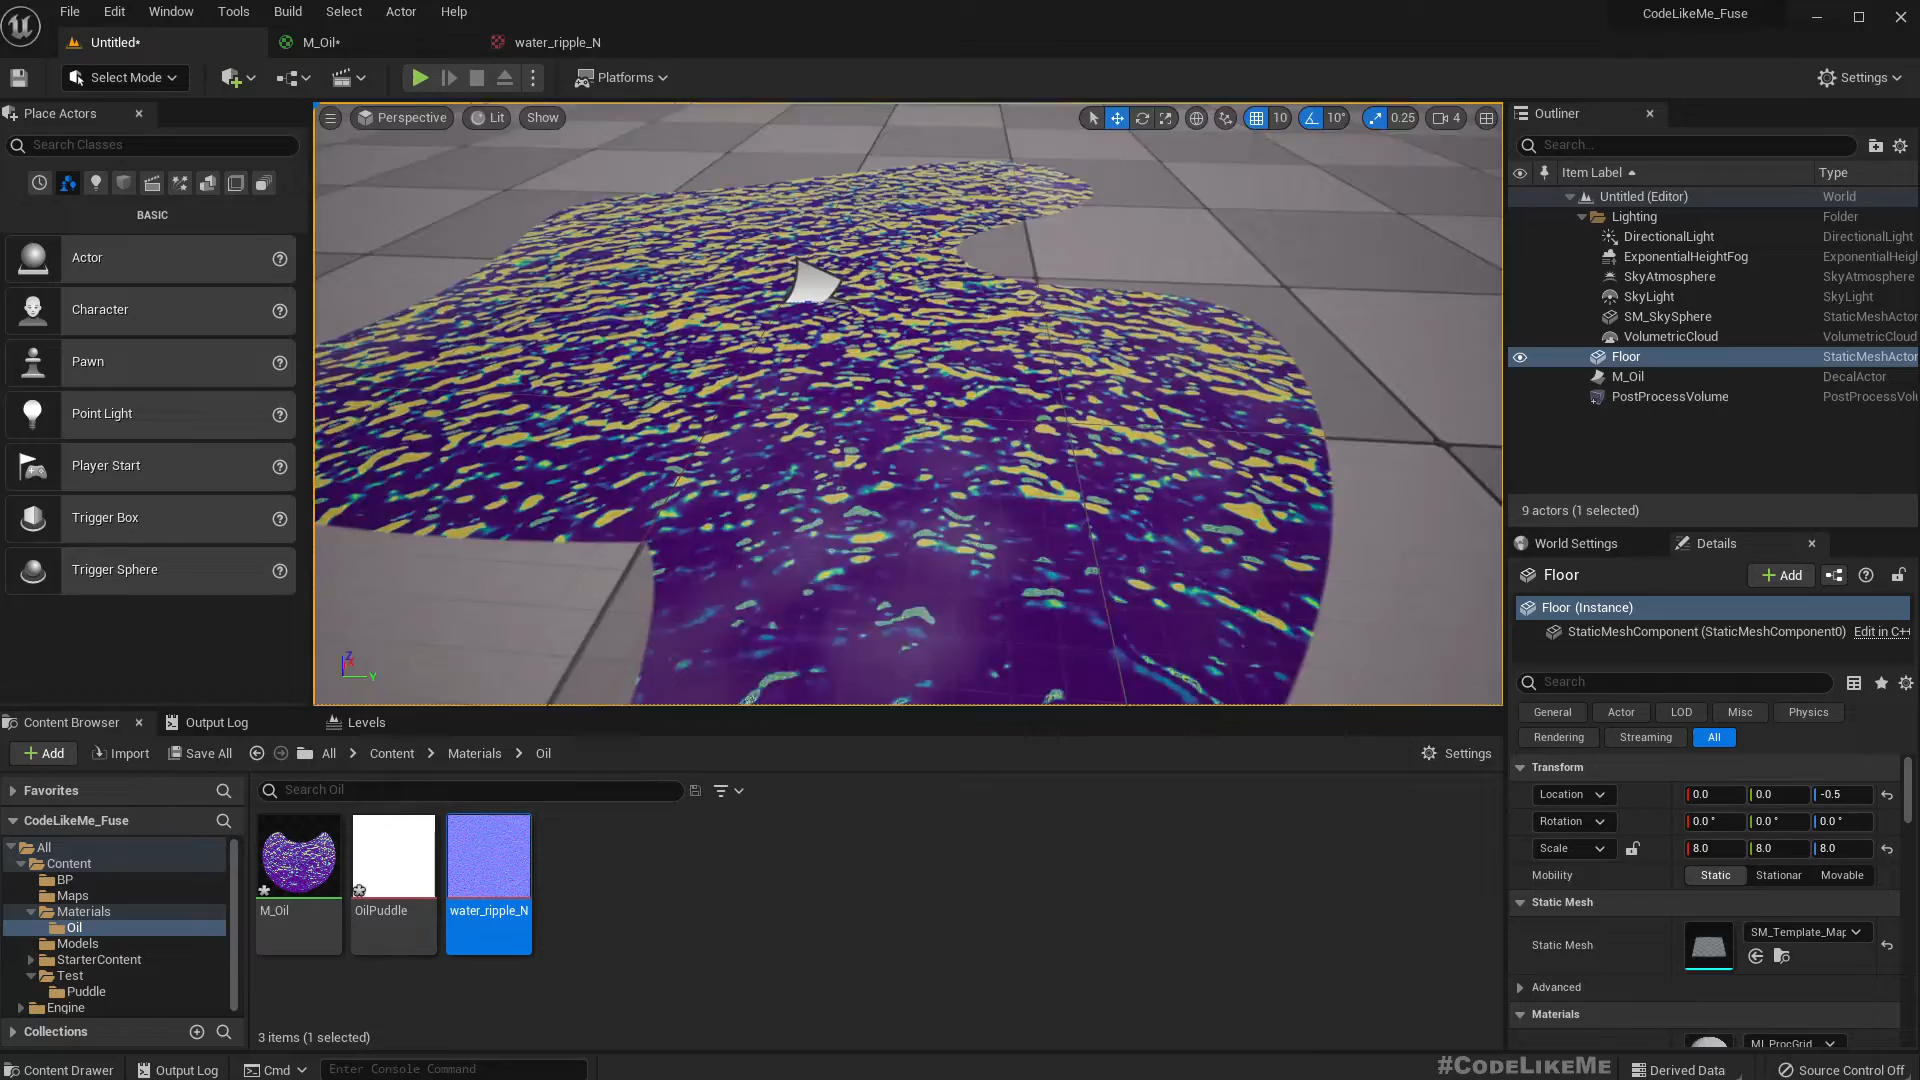 File Edit Window Tools Build Select Actor Help
CodeLikeMe_Fuse
Untitled*
M_Oil*
water_ripple_N
Select Mode
Platforms
Settings
Place Actors
Search Classes
BASIC
Actor
Character
Pawn
Point Light
Player Start
Trigger Box
Trigger Sphere
Perspective
Lit
Show
10
10°
0.25
4
Z
Y
Outliner
Search...
Item Label
Type
Untitled (Editor) World
Lighting Folder
DirectionalLight DirectionalLight
ExponentialHeightFog ExponentialHeigl
SkyAtmosphere SkyAtmosphere
SkyLight SkyLight
SM_SkySphere StaticMeshActor
VolumetricCloud VolumetricCloud
Floor StaticMeshActor
M_Oil DecalActor
PostProcessVolume PostProcessVolu
9 actors (1 selected)
World Settings
Details
Floor
Add
Floor (Instance)
StaticMeshComponent (StaticMeshComponent0) Edit in C++
Search
General Actor LOD Misc Physics
Rendering Streaming All
Transform
Location 0.0 0.0 -0.5
Rotation 0.0 ° 0.0 ° 0.0 °
Scale 8.0 8.0 8.0
Mobility Static Stationar Movable
Static Mesh
Static Mesh SM_Template_Map
Advanced
Materials
MI_ProcGrid
Content Browser
Output Log
Levels
Add
Import
Save All
All > Content > Materials > Oil
Settings
Favorites
CodeLikeMe_Fuse
All
Content
BP
Maps
Materials
Oil
Models
StarterContent
Test
Puddle
Engine
Collections
Search Oil
M_Oil
OilPuddle
water_ripple_N
3 items (1 selected)
Content Drawer
Output Log
Cmd
Enter Console Command
#CodeLikeMe
Derived Data
Source Control Off